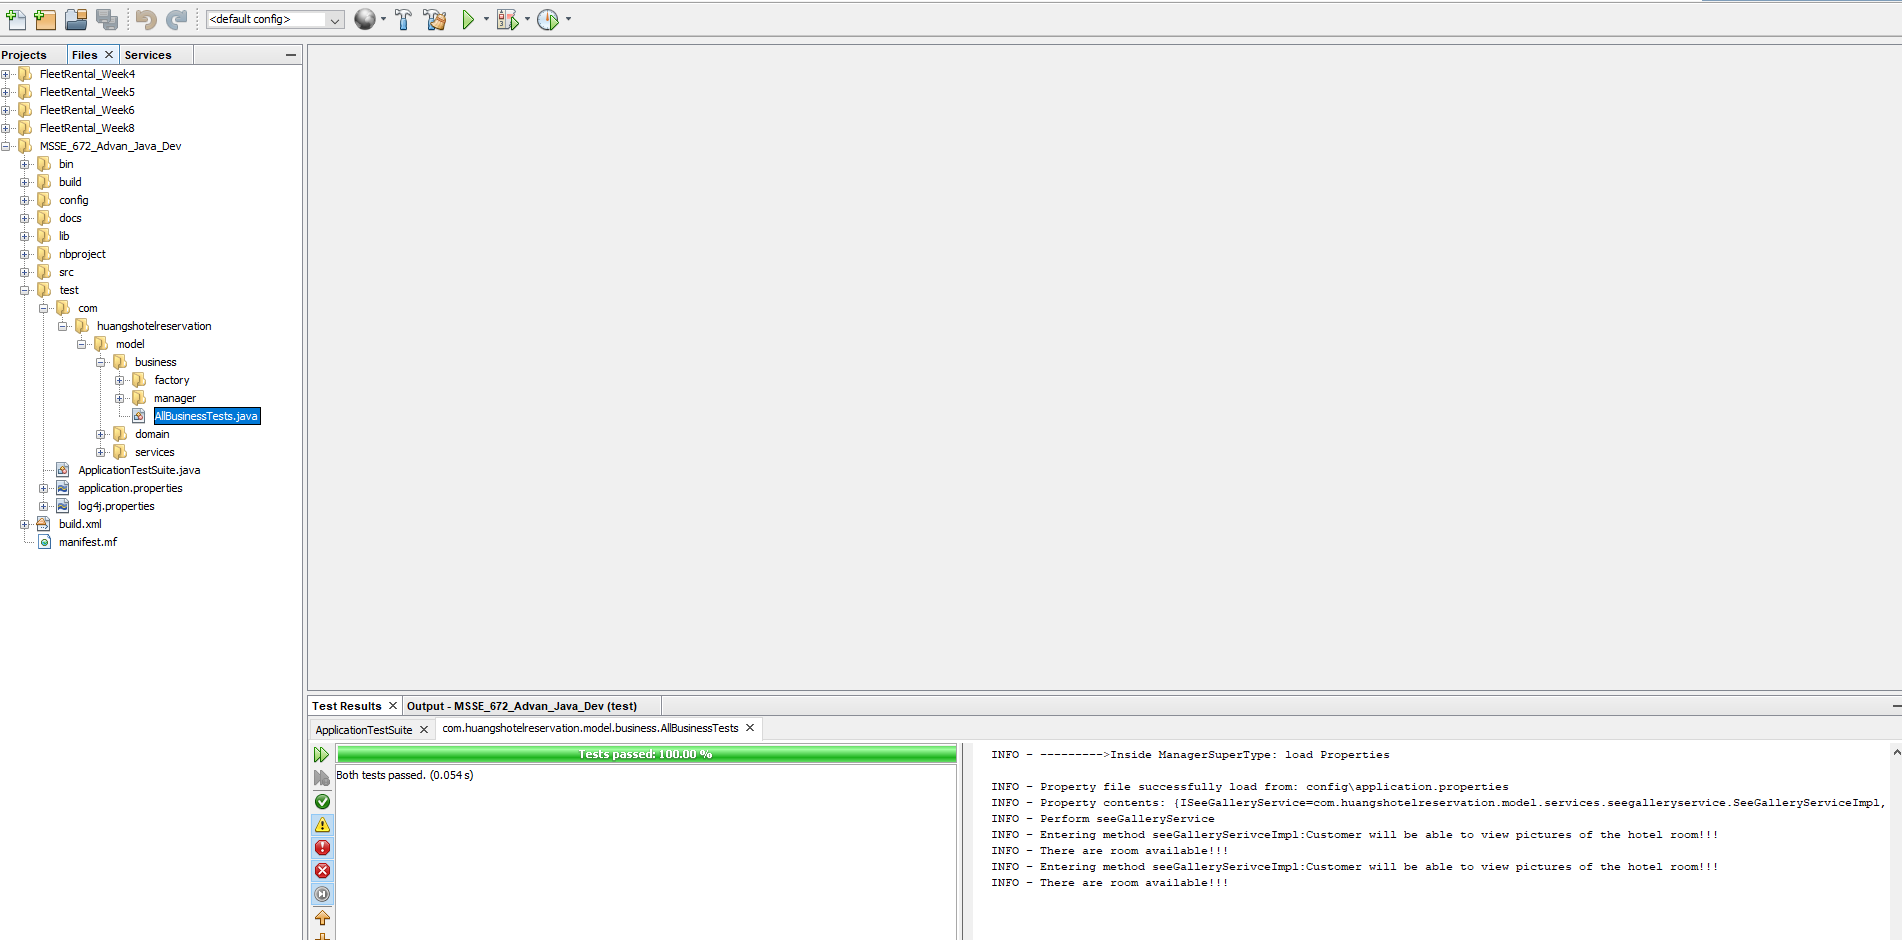 <default config>
Projects
Files
Services
FleetRental_Week4
FleetRental_Week5
FleetRental_Week6
FleetRental_Week8
MSSE_672_Advan_Java_Dev
bin
build
config
docs
lib
nbproject
src
test
com
huangshotelreservation
model
business
factory
manager
AllBusinessTests.java
domain
services
ApplicationTestSuite.java
application.properties
log4j.properties
build.xml
manifest.mf
Test Results
Output - MSSE_672_Advan_Java_Dev (test)
ApplicationTestSuite
com.huangshotelreservation.model.business.AllBusinessTests
Tests passed: 100.00 %
Both tests passed. (0.054 s)
INFO - --------->Inside ManagerSuperType: load Properties
INFO - Property file successfully load from: config\application.properties
INFO - Property contents: {ISeeGalleryService=com.huangshotelreservation.model.services.seegalleryservice.SeeGalleryServiceImpl,
INFO - Perform seeGalleryService
INFO - Entering method seeGallerySerivceImpl:Customer will be able to view pictures of the hotel room!!!
INFO - There are room available!!!
INFO - Entering method seeGallerySerivceImpl:Customer will be able to view pictures of the hotel room!!!
INFO - There are room available!!!